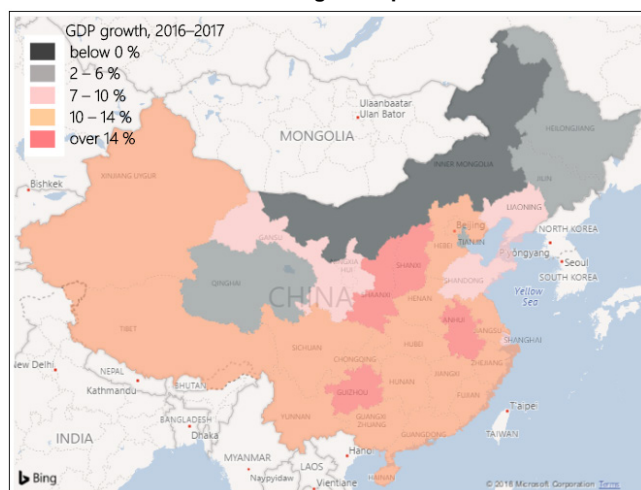 GDP growth, 2016–2017
below 0 %
2 – 6 %
7 – 10 %
10 – 14 %
over 14 %
Ulaanbaatar
Ulan Bator
MONGOLIA
HEILONGJIANG
XINJIANG UYGUR
Bishkek
INNER MONGOLIA
JILIN
LIAONING
GANSU
Beijing
HEBEI
TIANJIN
NORTH KOREA
Pyongyang
Seoul
SOUTH KOREA
NINGXIA
HUI
SHANXI
SHANDONG
QINGHAI
CHINA
Yellow
Sea
SHAANXI
HENAN
TIBET
ANHUI
JIANGSU
SHANGHAI
New Delhi
SICHUAN
HUBEI
ZHEJIANG
NEPAL
Kathmandu
BHUTAN
CHONGQING
JIANGXI
HUNAN
GUIZHOU
FUJIAN
Taipei
YUNNAN
GUANGXI
ZHUANG
GUANGDONG
TAIWAN
BANGLADESH
Dhaka
INDIA
Hanoi
MYANMAR
LAOS
Naypyidaw
HAINAN
Vientiane
Bing
© 2018 Microsoft Corporation Terms